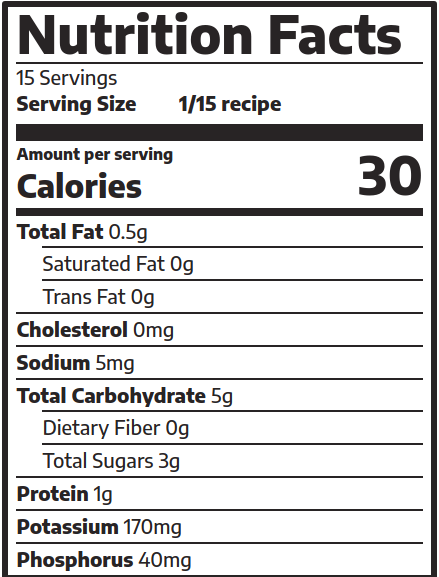 Nutrition Facts
15 Servings
Serving Size 1/15 recipe
Amount per serving
Calories 30
Total Fat 0.5g
Saturated Fat 0g
Trans Fat 0g
Cholesterol 0mg
Sodium 5mg
Total Carbohydrate 5g
Dietary Fiber 0g
Total Sugars 3g
Protein 1g
Potassium 170mg
Phosphorus 40mg